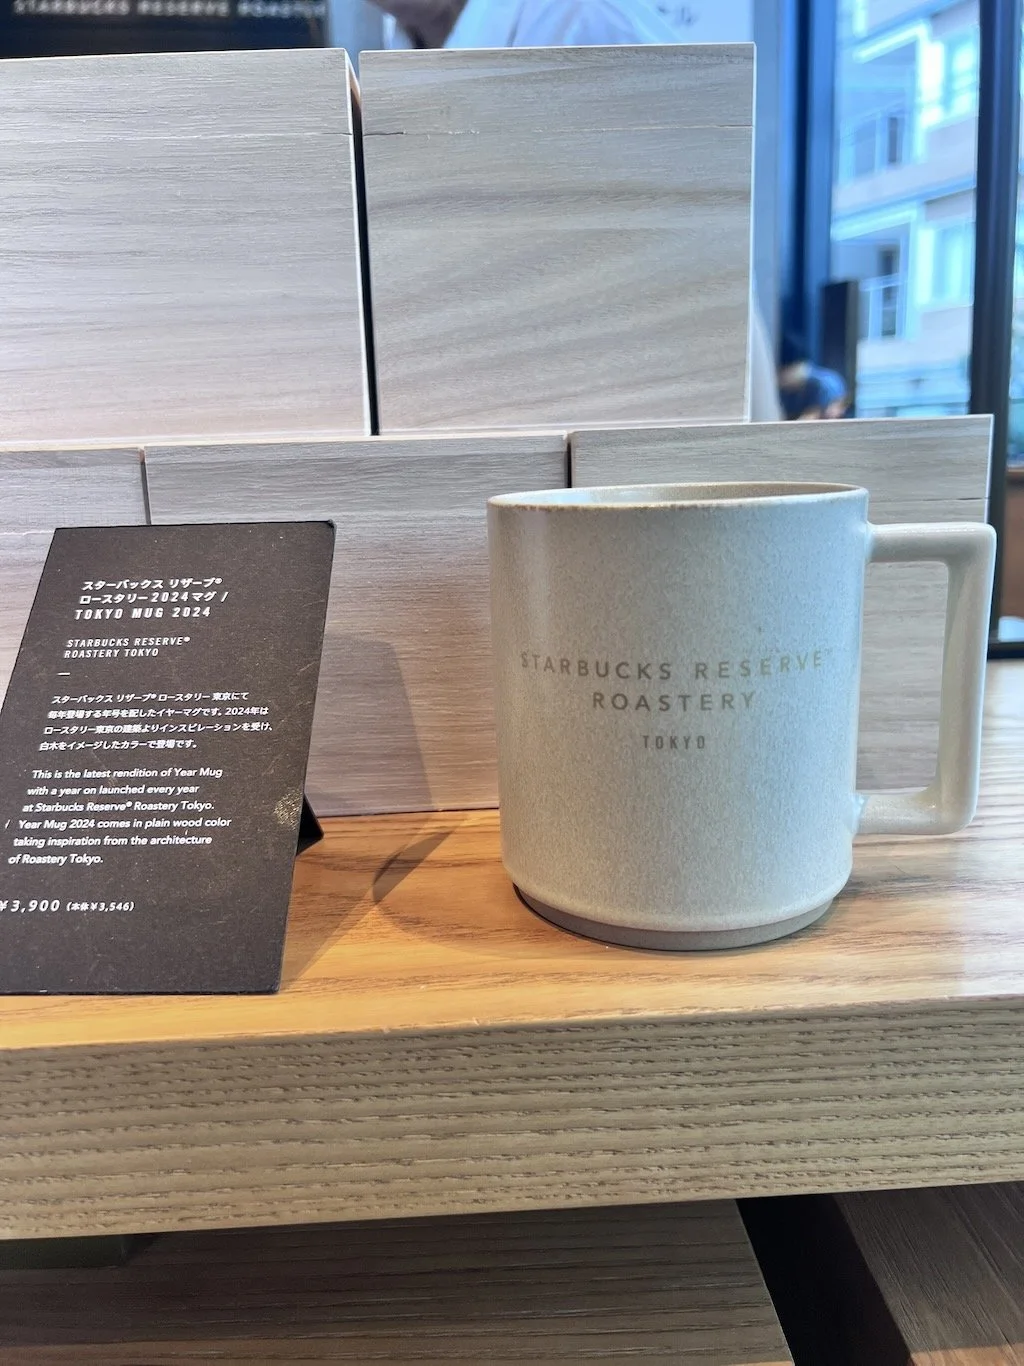 STARBUCKS RESERVE ROASTER
スターバックス リザーブ®
ロースタリー2024マグ /
TOKYO MUG 2024
STARBUCKS RESERVE®
ROASTERY TOKYO
スターバックス リザーブ® ロースタリー 東京にて
毎年登場する年号を配したイヤーマグです。2024年は
ロースタリー東京の建築よりインスピレーションを受け、
白木をイメージしたカラーで登場です。
This is the latest rendition of Year Mug
with a year on launched every year
at Starbucks Reserve® Roastery Tokyo.
Year Mug 2024 comes in plain wood color
taking inspiration from the architecture
of Roastery Tokyo.
¥3,900 (本体¥3,546)
STARBUCKS RESERVE™
ROASTERY
TOKYO